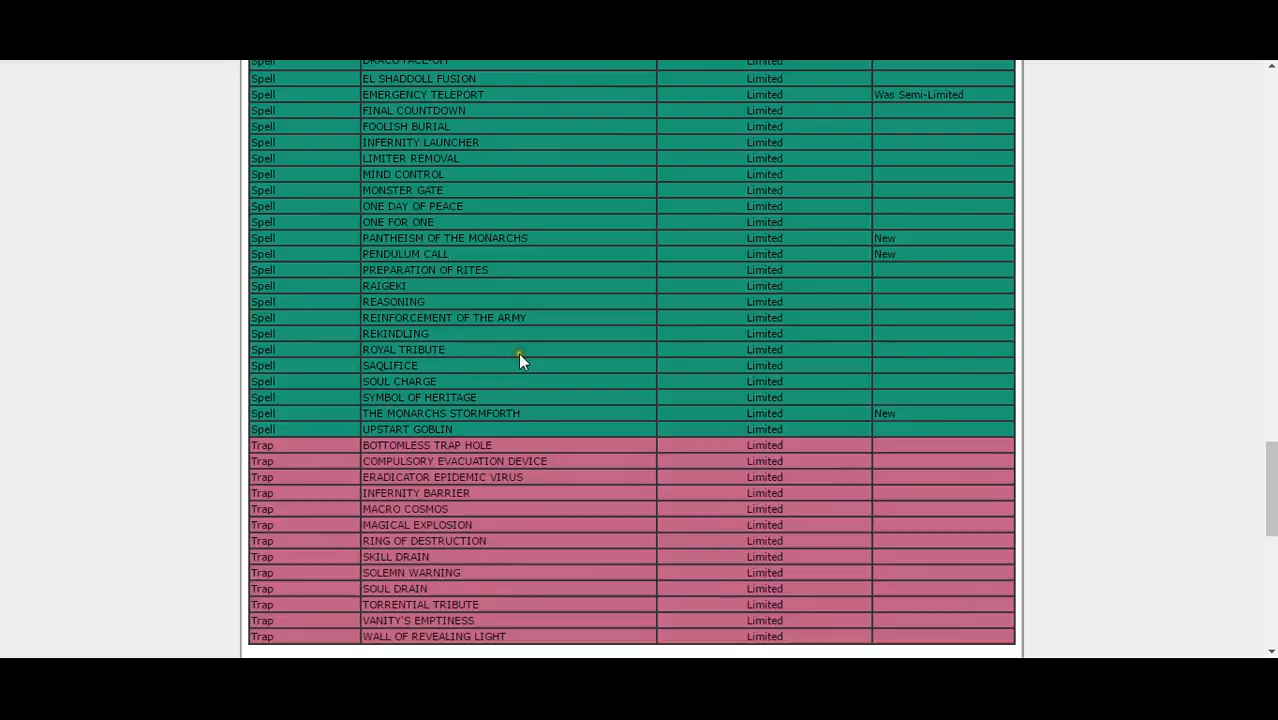 Spell DRACO FACE-OFF Limited
Spell EL SHADDOLL FUSION Limited
Spell EMERGENCY TELEPORT Limited Was Semi-Limited
Spell FINAL COUNTDOWN Limited
Spell FOOLISH BURIAL Limited
Spell INFERNITY LAUNCHER Limited
Spell LIMITER REMOVAL Limited
Spell MIND CONTROL Limited
Spell MONSTER GATE Limited
Spell ONE DAY OF PEACE Limited
Spell ONE FOR ONE Limited
Spell PANTHEISM OF THE MONARCHS Limited New
Spell PENDULUM CALL Limited New
Spell PREPARATION OF RITES Limited
Spell RAIGEKI Limited
Spell REASONING Limited
Spell REINFORCEMENT OF THE ARMY Limited
Spell REKINDLING Limited
Spell ROYAL TRIBUTE Limited
Spell SAQLIFICE Limited
Spell SOUL CHARGE Limited
Spell SYMBOL OF HERITAGE Limited
Spell THE MONARCHS STORMFORTH Limited New
Spell UPSTART GOBLIN Limited
Trap BOTTOMLESS TRAP HOLE Limited
Trap COMPULSORY EVACUATION DEVICE Limited
Trap ERADICATOR EPIDEMIC VIRUS Limited
Trap INFERNITY BARRIER Limited
Trap MACRO COSMOS Limited
Trap MAGICAL EXPLOSION Limited
Trap RING OF DESTRUCTION Limited
Trap SKILL DRAIN Limited
Trap SOLEMN WARNING Limited
Trap SOUL DRAIN Limited
Trap TORRENTIAL TRIBUTE Limited
Trap VANITY'S EMPTINESS Limited
Trap WALL OF REVEALING LIGHT Limited